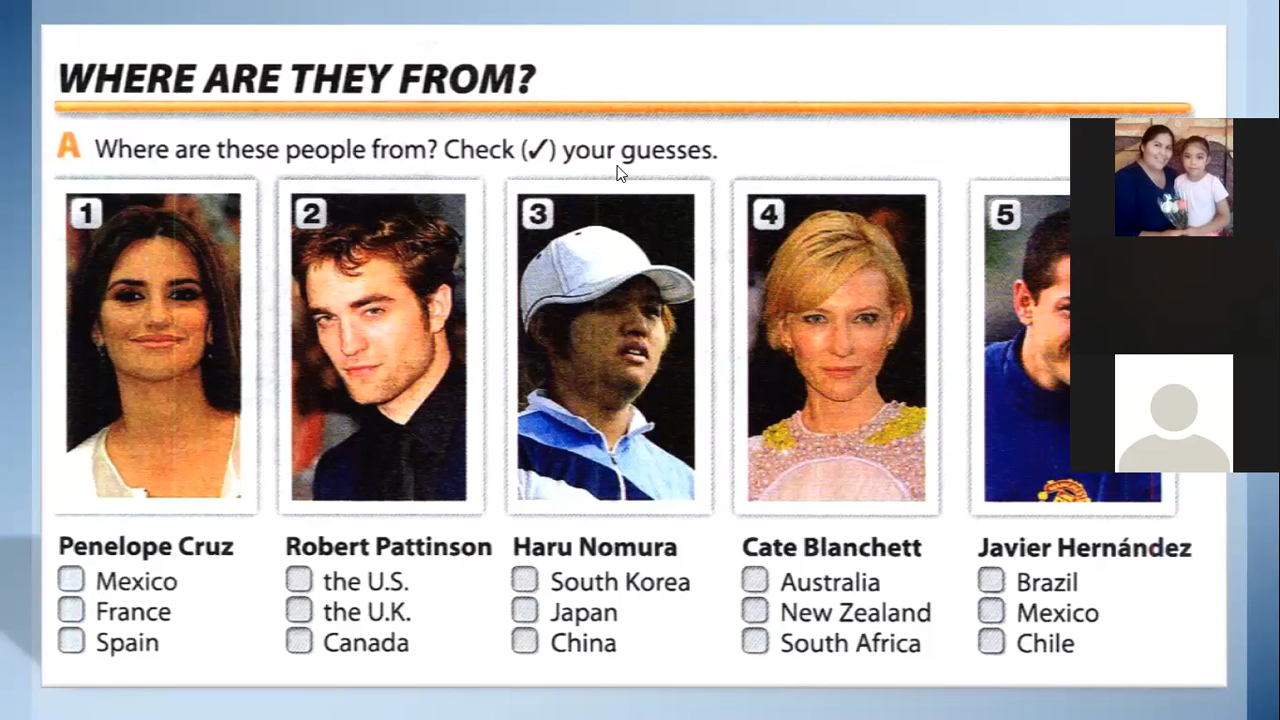 WHERE ARE THEY FROM?
A Where are these people from? Check (✓) your guesses.
1 2 3 4 5
Penelope Cruz Robert Pattinson Haru Nomura Cate Blanchett Javier Hernández
Mexico the U.S. South Korea Australia Brazil
France the U.K. Japan New Zealand Mexico
Spain Canada China South Africa Chile